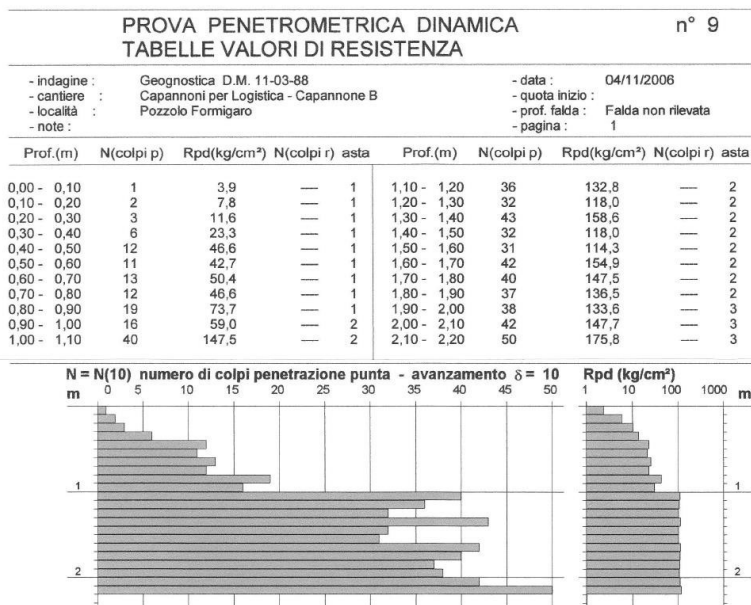 PROVA PENETROMETRICA DINAMICA n° 9
TABELLE VALORI DI RESISTENZA
- indagine : Geognostica D.M. 11-03-88 - data : 04/11/2006
- cantiere : Capannoni per Logistica - Capannone B - quota inizio :
- località : Pozzolo Formigaro - prof. falda : Falda non rilevata
- note : - pagina : 1
Prof.(m) N(colpi p) Rpd(kg/cm²) N(colpi r) asta Prof.(m) N(colpi p) Rpd(kg/cm²) N(colpi r) asta
0,00 - 0,10 1 3,9 ---- 1 1,10 - 1,20 36 132,8 ---- 2
0,10 - 0,20 2 7,8 ---- 1 1,20 - 1,30 32 118,0 ---- 2
0,20 - 0,30 3 11,6 ---- 1 1,30 - 1,40 43 158,6 ---- 2
0,30 - 0,40 6 23,3 ---- 1 1,40 - 1,50 32 118,0 ---- 2
0,40 - 0,50 12 46,6 ---- 1 1,50 - 1,60 31 114,3 ---- 2
0,50 - 0,60 11 42,7 ---- 1 1,60 - 1,70 42 154,9 ---- 2
0,60 - 0,70 13 50,4 ---- 1 1,70 - 1,80 40 147,5 ---- 2
0,70 - 0,80 12 46,6 ---- 1 1,80 - 1,90 37 136,5 ---- 2
0,80 - 0,90 19 73,7 ---- 1 1,90 - 2,00 38 133,6 ---- 3
0,90 - 1,00 16 59,0 ---- 2 2,00 - 2,10 42 147,7 ---- 3
1,00 - 1,10 40 147,5 ---- 2 2,10 - 2,20 50 175,8 ---- 3
N = N(10) numero di colpi penetrazione punta - avanzamento δ = 10 Rpd (kg/cm²)
m 0 5 10 15 20 25 30 35 40 45 50 1 10 100 1000 m
1 1
2 2